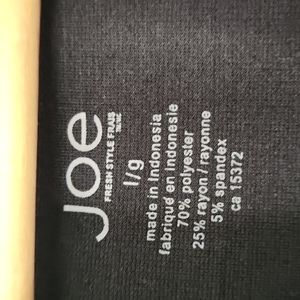 Joe
FRESH STYLE FRAIS
l/g
made in Indonesia
fabriqué en Indonésie
70% polyester
25% rayon / rayonne
5% spandex
ca 15372